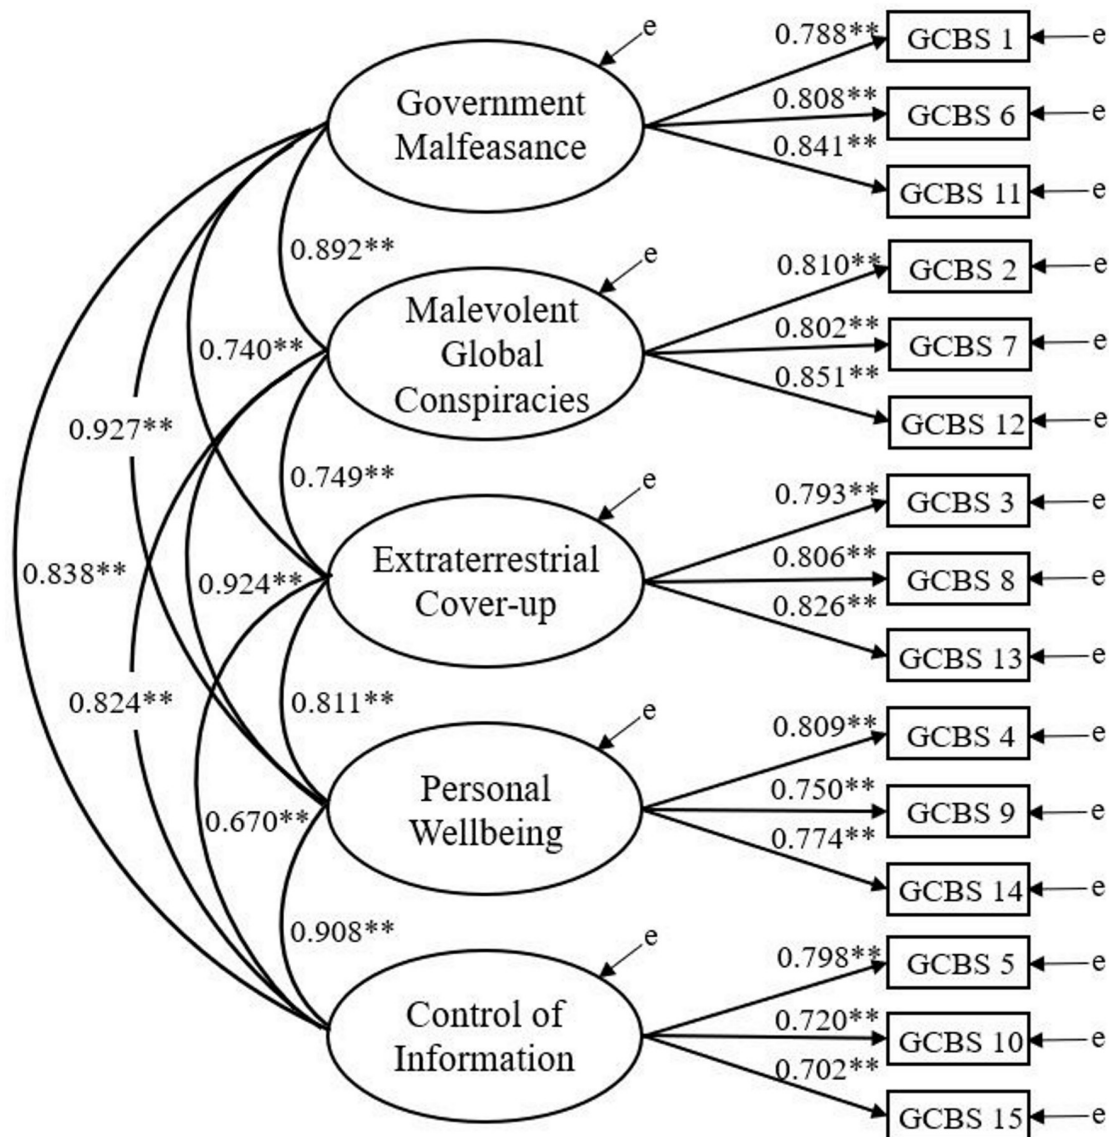 e
0.788**
GCBS 1
e
Government
Malfeasance
0.808**
GCBS 6
e
0.841**
GCBS 11
e
0.892**
e
0.810**
GCBS 2
e
Malevolent
Global
Conspiracies
0.802**
GCBS 7
e
0.740**
0.851**
GCBS 12
e
0.927**
0.749**
e
0.793**
GCBS 3
e
Extraterrestrial
Cover-up
0.806**
GCBS 8
e
0.838**
0.924**
0.826**
GCBS 13
e
0.824**
0.811**
e
0.809**
GCBS 4
e
Personal
Wellbeing
0.750**
GCBS 9
e
0.670**
0.774**
GCBS 14
e
0.908**
e
0.798**
GCBS 5
e
Control of
Information
0.720**
GCBS 10
e
0.702**
GCBS 15
e